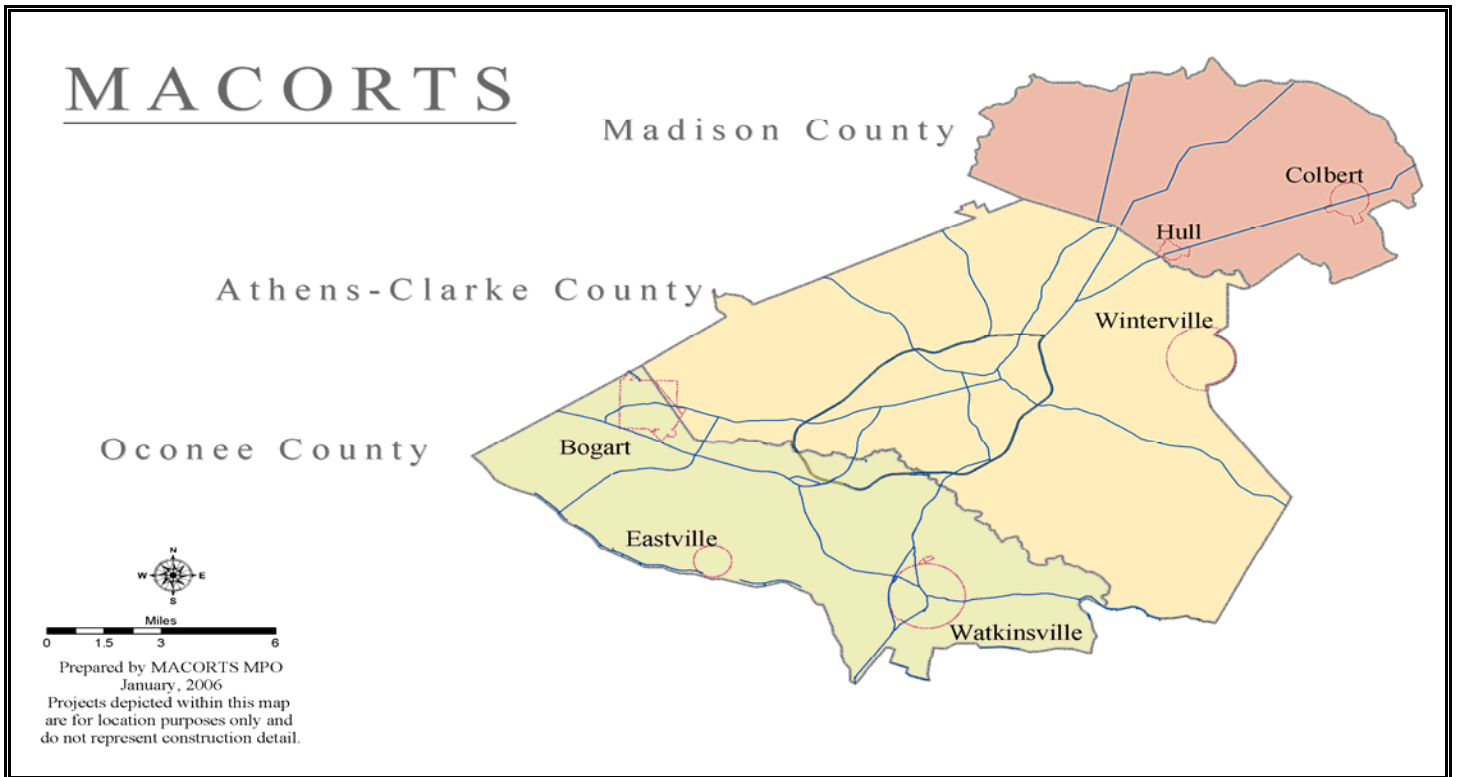 MACORTS
Madison County
Colbert
Hull
Athens-Clarke County
Winterville
Oconee County
Bogart
Eastville
Watkinsville
N
W E
S
Miles
0 1.5 3 6
Prepared by MACORTS MPO
January, 2006
Projects depicted within this map
are for location purposes only and
do not represent construction detail.